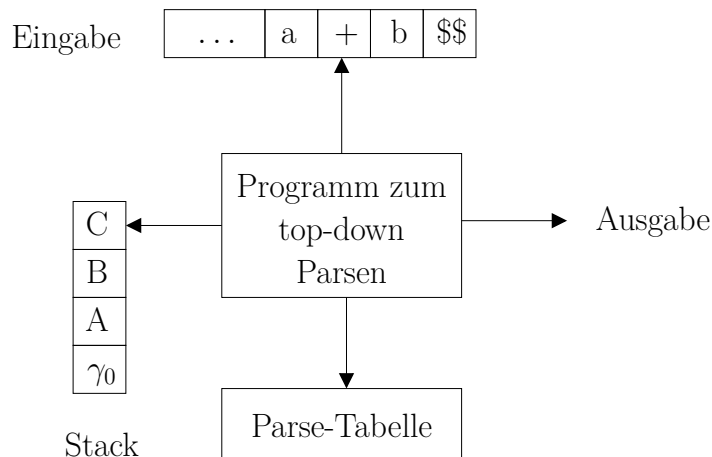 Eingabe
... a + b $$
Programm zum
top-down
Parsen
Ausgabe
C
B
A
γ₀
Stack
Parse-Tabelle